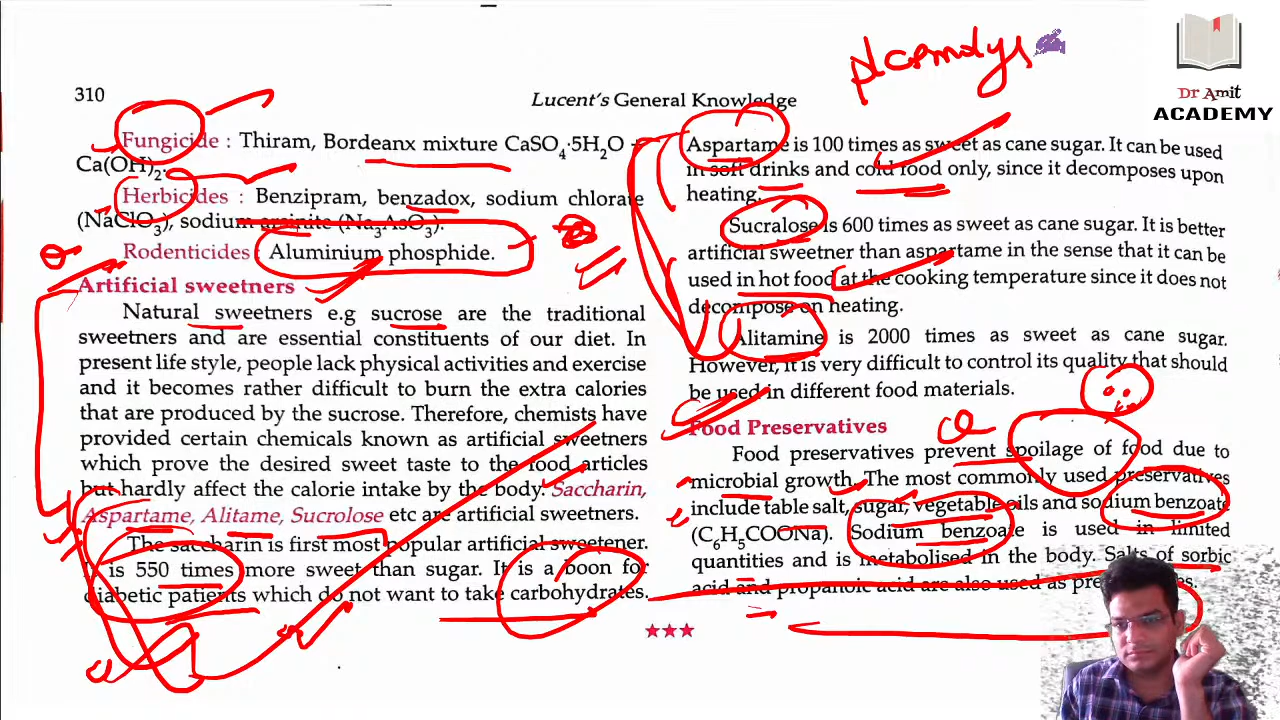 310
Lucent's General Knowledge
Dr Amit
ACADEMY
Fungicide : Thiram, Bordeanx mixture CaSO₄·5H₂O +
Ca(OH)₂.
Herbicides : Benzipram, benzadox, sodium chlorate
(NaClO₃), sodium arsinite (Na₃AsO₃).
Rodenticides : Aluminium phosphide.
Artificial sweetners
Natural swetners e.g sucrose are the traditional
swetners and are essential constituents of our diet. In
present life style, people lack physical activities and exercise
and it becomes rather difficult to burn the extra calories
that are produced by the sucrose. Therefore, chemists have
provided certain chemicals known as artificial swetners
which prove the desired sweet taste to the food articles
but hardly affect the calorie intake by the body. Saccharin,
Aspartame, Alitame, Sucrolose etc are artificial sweetners.
The saccharin is first most popular artificial sweetener.
is 550 times more sweet than sugar. It is a boon for
diabetic patients which do not want to take carbohydrates.
Aspartame is 100 times as sweet as cane sugar. It can be used
in soft drinks and cold food only, since it decomposes upon
heating.
Sucralose is 600 times as sweet as cane sugar. It is better
artificial sweetner than aspartame in the sense that it can be
used in hot food at the cooking temperature since it does not
decompose on heating.
Alitamine is 2000 times as sweet as cane sugar.
However, it is very difficult to control its quality that should
be used in different food materials.
Food Preservatives
Food preservatives prevent spoilage of food due to
microbial growth. The most commonly used preservatives
include table salt, sugar, vegetable oils and sodium benzoate
(C₆H₅COONa). Sodium benzoate is used in limited
quantities and is metabolised in the body. Salts of sorbic
acid and propanoic acid are also used as
★★★